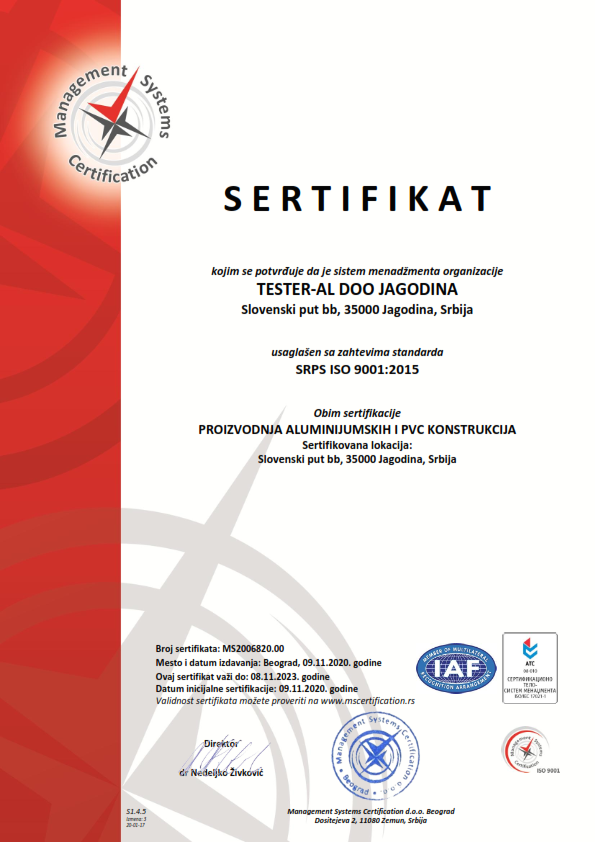 Management Systems
Certification
SERTIFIKAT
kojim se potvrđuje da je sistem menadžmenta organizacije
TESTER-AL DOO JAGODINA
Slovenski put bb, 35000 Jagodina, Srbija
usaglašen sa zahtevima standarda
SRPS ISO 9001:2015
Obim sertifikacije
PROIZVODNJA ALUMINIJUMSKIH I PVC KONSTRUKCIJA
Sertifikovana lokacija:
Slovenski put bb, 35000 Jagodina, Srbija
Broj sertifikata: MS2006820.00
Mesto i datum izdavanja: Beograd, 09.11.2020. godine
Ovaj sertifikat važi do: 08.11.2023. godine
Datum inicijalne sertifikacije: 09.11.2020. godine
Validnost sertifikata možete proveriti na www.mscertification.rs
MEMBER OF MULTILATERAL
IAF
RECOGNITION ARRANGEMENT
АТС
СЕРТИФИКАЦИОНО
ТЕЛО-
СИСТЕМ МЕНАЏМЕНТА
ISO/IEC 17021-1
Direktor
dr Nedeljko Živković
Management Systems Certification d.o.o.
Beograd
Management Systems
Certification
ISO 9001
S1.4.5
Izmena: 3
20-01-17
Management Systems Certification d.o.o. Beograd
Dositejeva 2, 11080 Zemun, Srbija